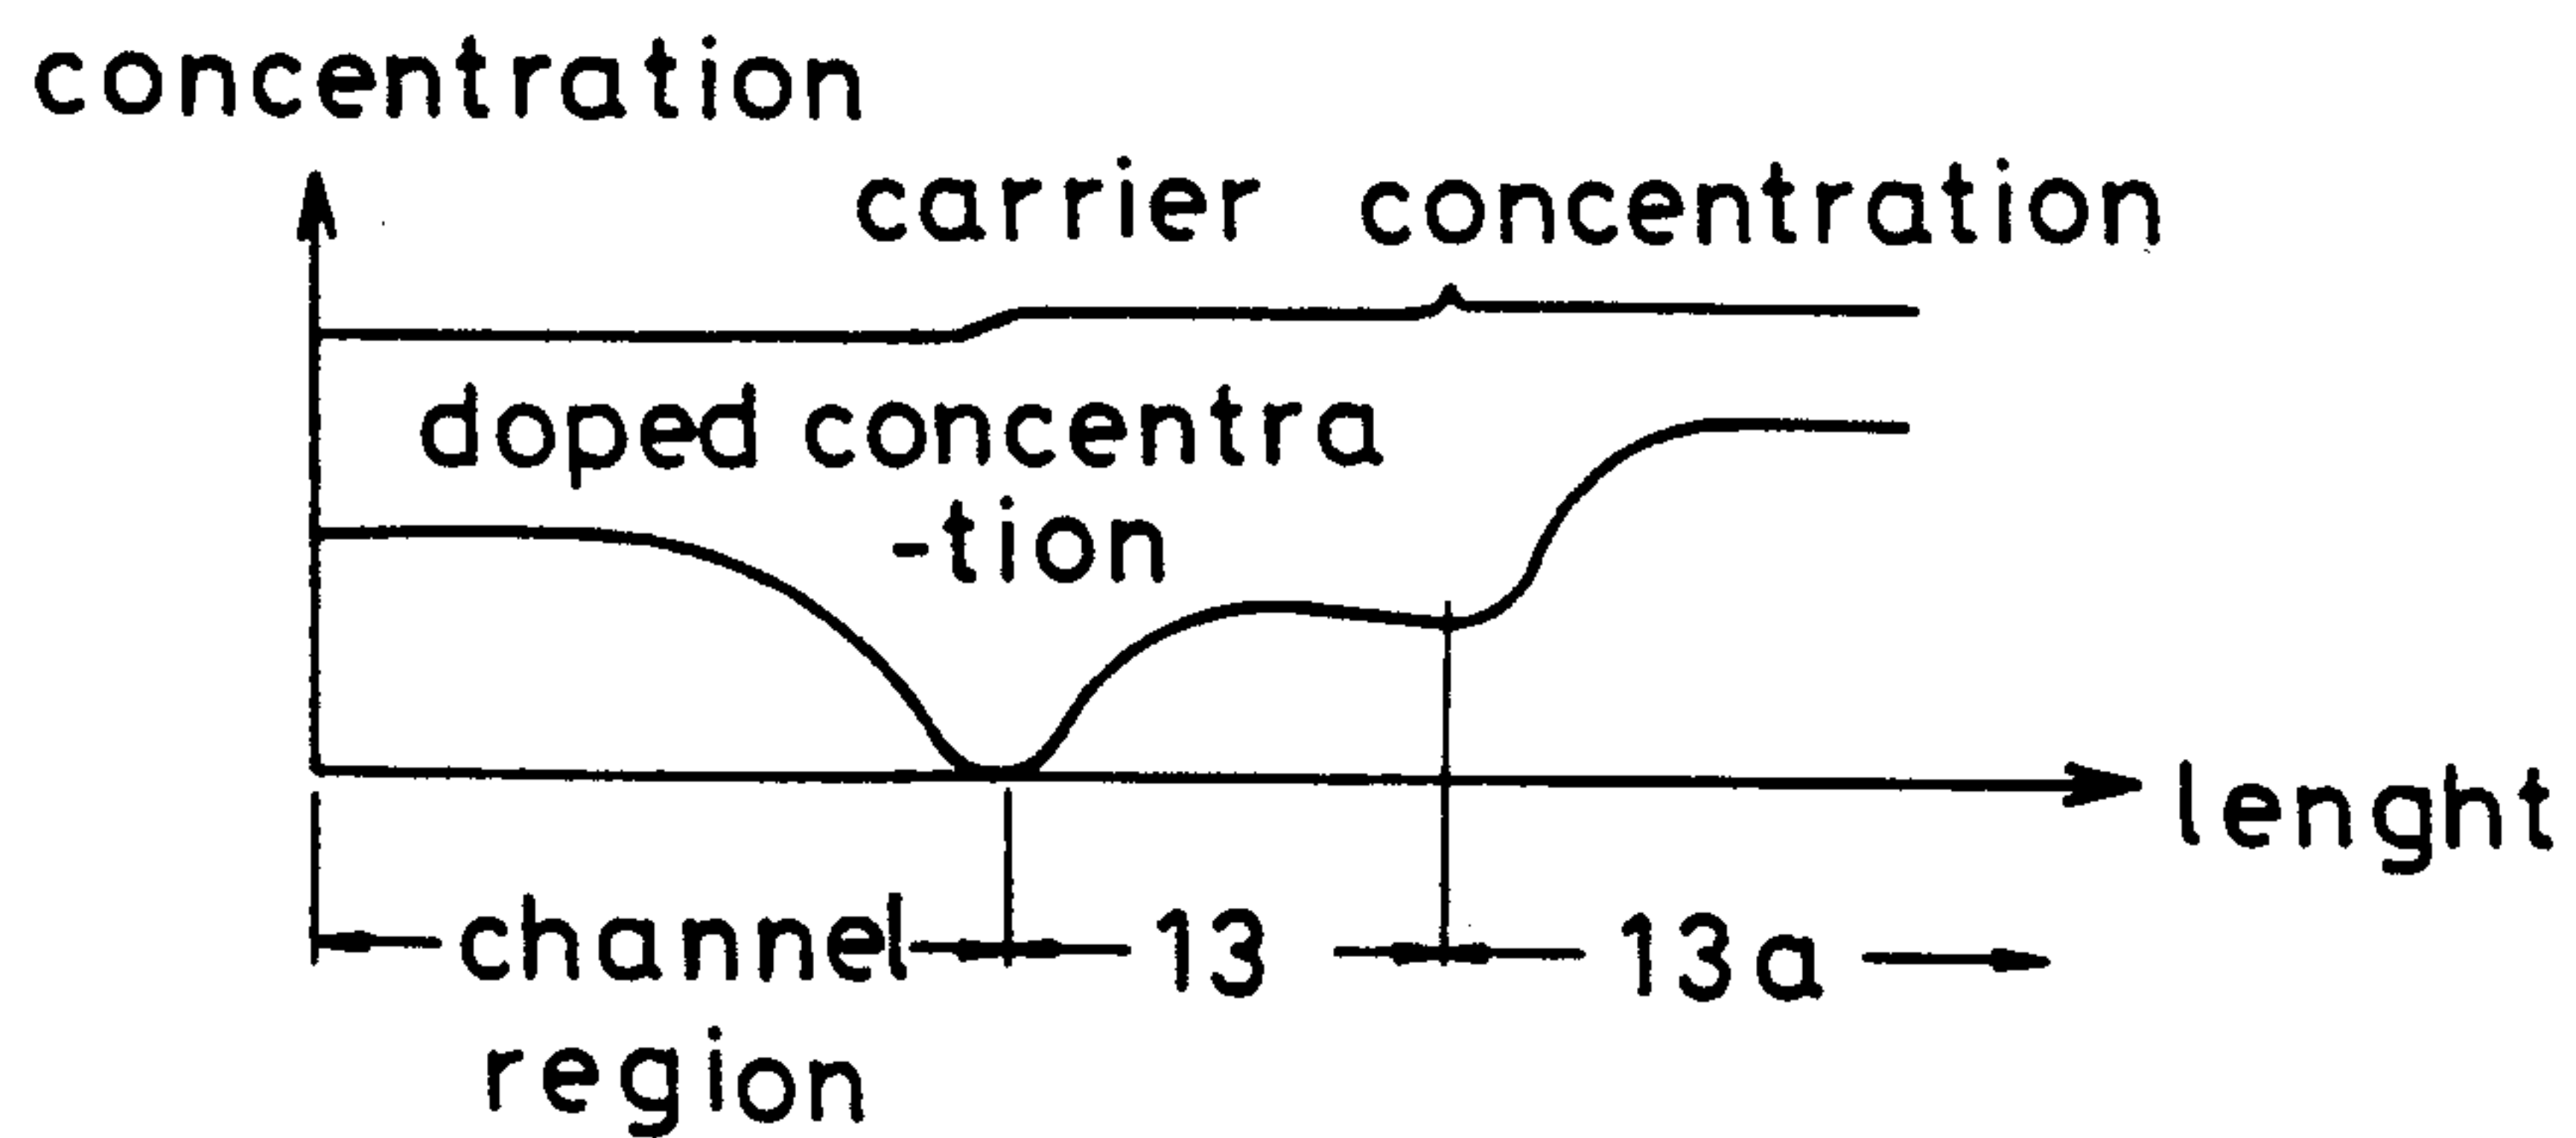 concentration
carrier concentration
doped concentra
-tion
lenght
channel 13 13a
region